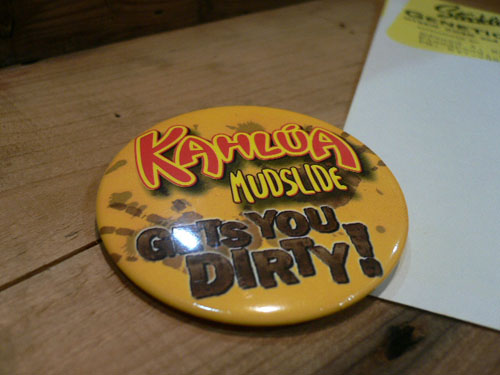 KAHLÚA
MUDSLIDE
GETS YOU
DIRTY!